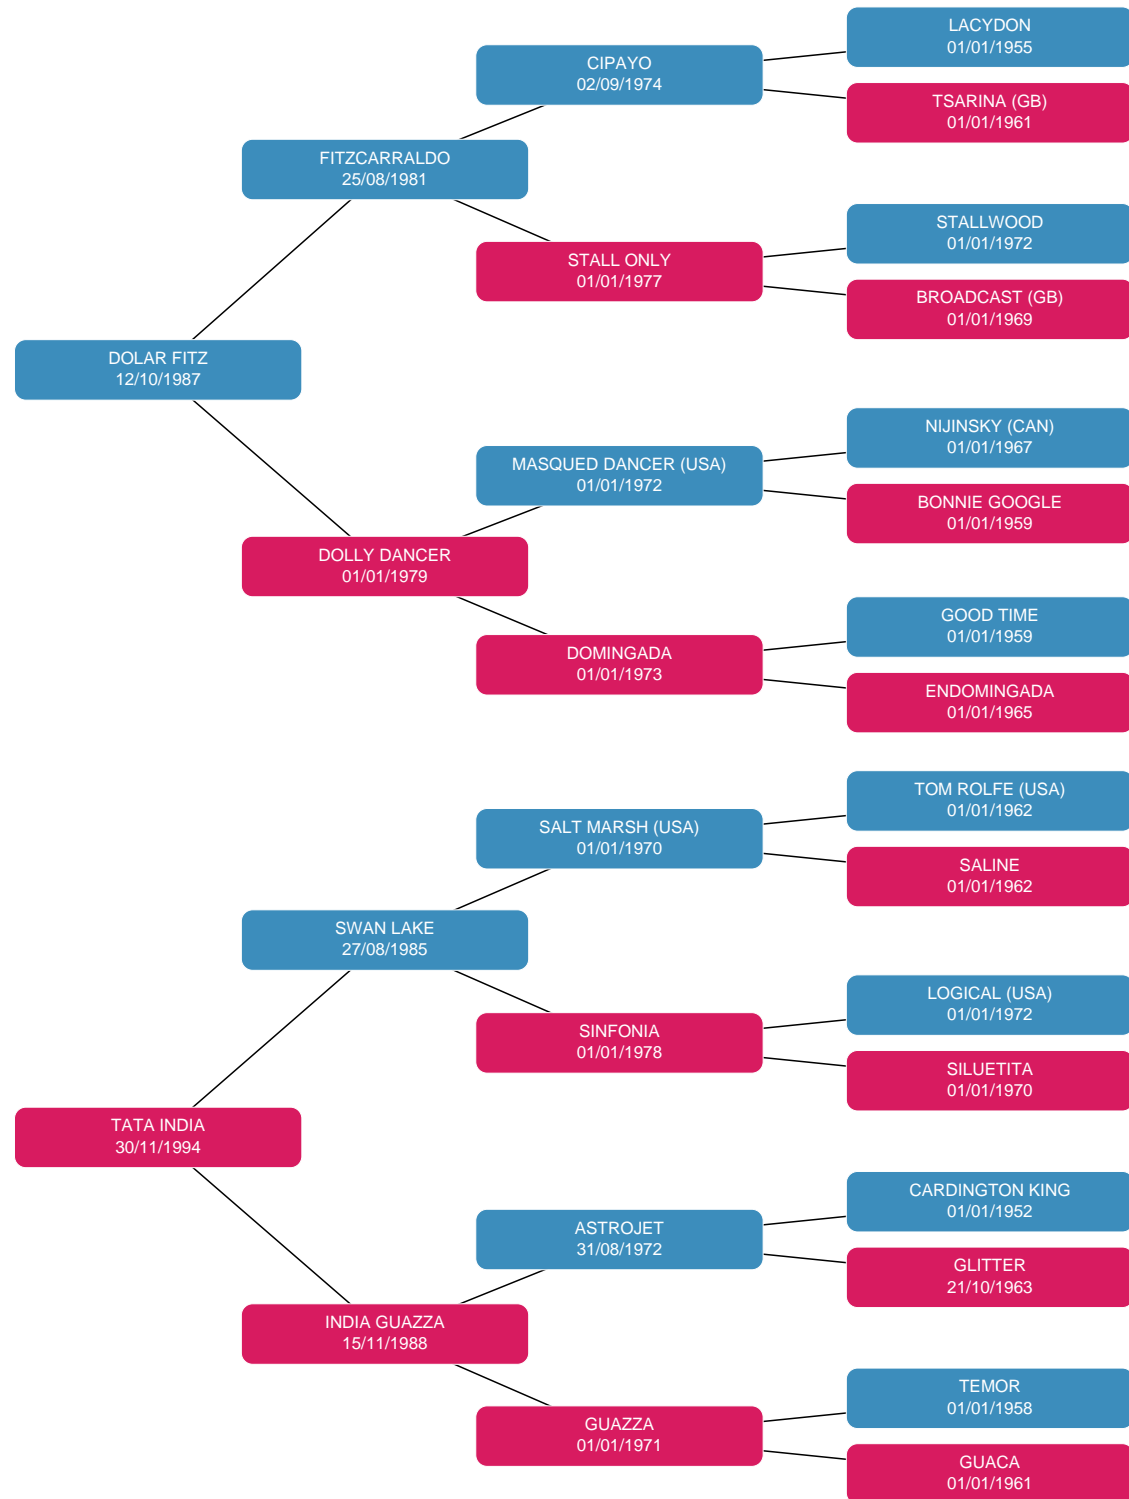 LACYDON
01/01/1955
CIPAYO
02/09/1974
TSARINA (GB)
01/01/1961
FITZCARRALDO
25/08/1981
STALLWOOD
01/01/1972
STALL ONLY
01/01/1977
BROADCAST (GB)
01/01/1969
DOLAR FITZ
12/10/1987
NIJINSKY (CAN)
01/01/1967
MASQUED DANCER (USA)
01/01/1972
BONNIE GOOGLE
01/01/1959
DOLLY DANCER
01/01/1979
GOOD TIME
01/01/1959
DOMINGADA
01/01/1973
ENDOMINGADA
01/01/1965
TOM ROLFE (USA)
01/01/1962
SALT MARSH (USA)
01/01/1970
SALINE
01/01/1962
SWAN LAKE
27/08/1985
LOGICAL (USA)
01/01/1972
SINFONIA
01/01/1978
SILUETITA
01/01/1970
TATA INDIA
30/11/1994
CARDINGTON KING
01/01/1952
ASTROJET
31/08/1972
GLITTER
21/10/1963
INDIA GUAZZA
15/11/1988
TEMOR
01/01/1958
GUAZZA
01/01/1971
GUACA
01/01/1961